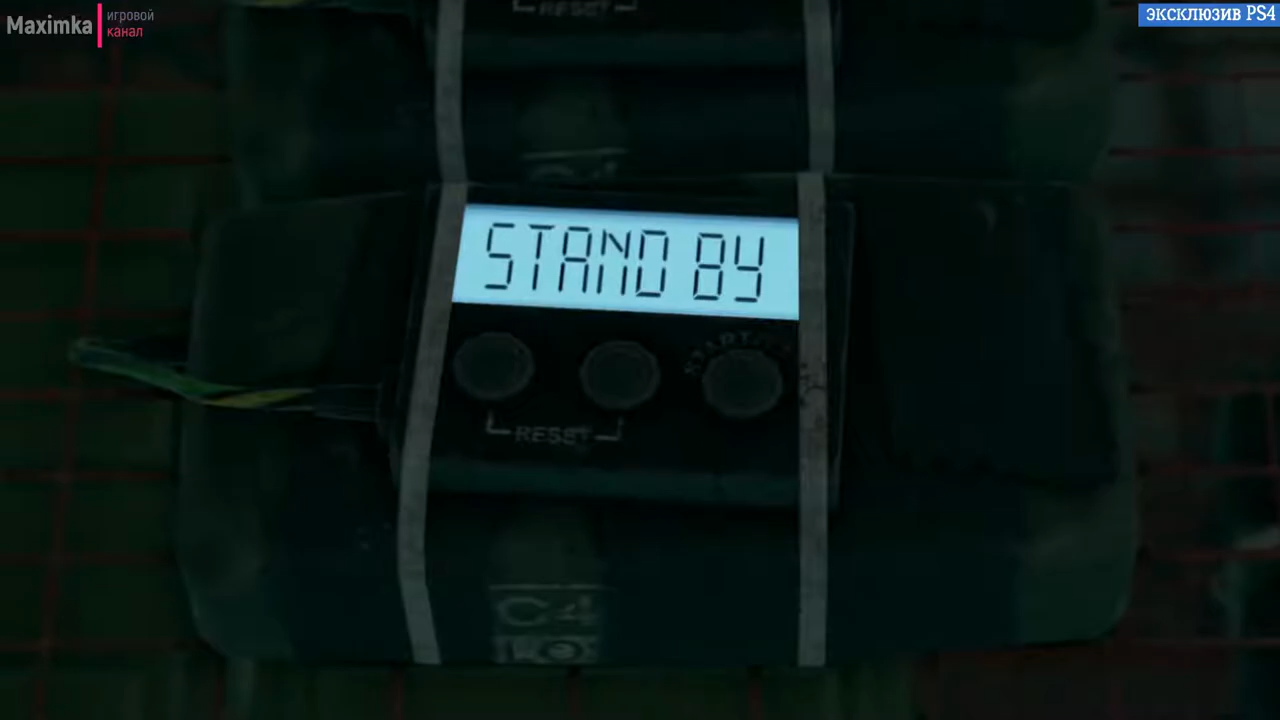 Maximka
игровой
канал
эксклюзив PS4
RESET
STAND BY
RESET
C4